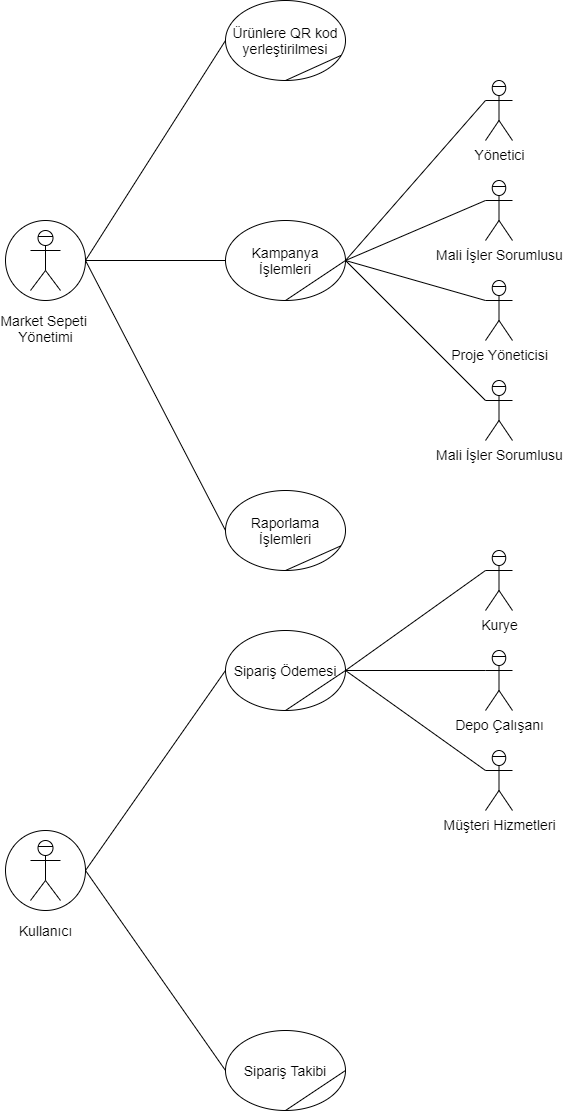 Ürünlere QR kod
yerleştirilmesi
Yönetici
Kampanya
İşlemleri
Mali İşler Sorumlusu
Market Sepeti
Yönetimi
Proje Yöneticisi
Mali İşler Sorumlusu
Raporlama
İşlemleri
Kurye
Sipariş Ödemesi
Depo Çalışanı
Müşteri Hizmetleri
Kullanıcı
Sipariş Takibi